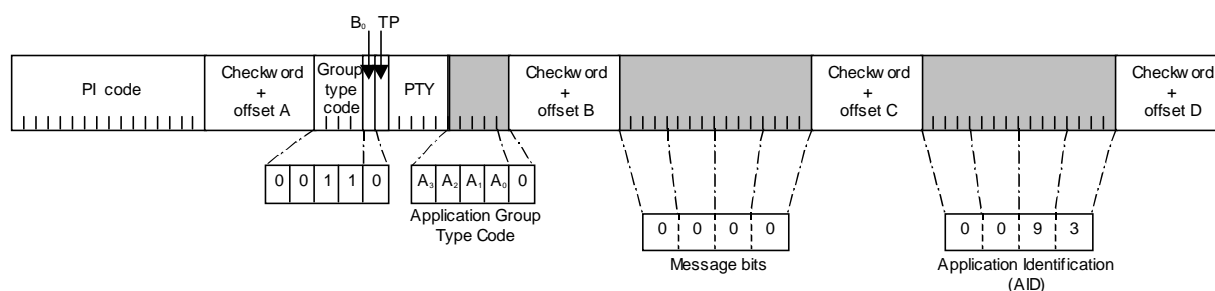 B₀ TP
PI code
Checkword
+
offset A
Group
type
code
PTY
Checkword
+
offset B
Checkword
+
offset C
Checkword
+
offset D
0 0 1 1 0
A₃ A₂ A₁ A₀ 0
Application Group
Type Code
0 0 0 0
Message bits
0 0 9 3
Application Identification
(AID)